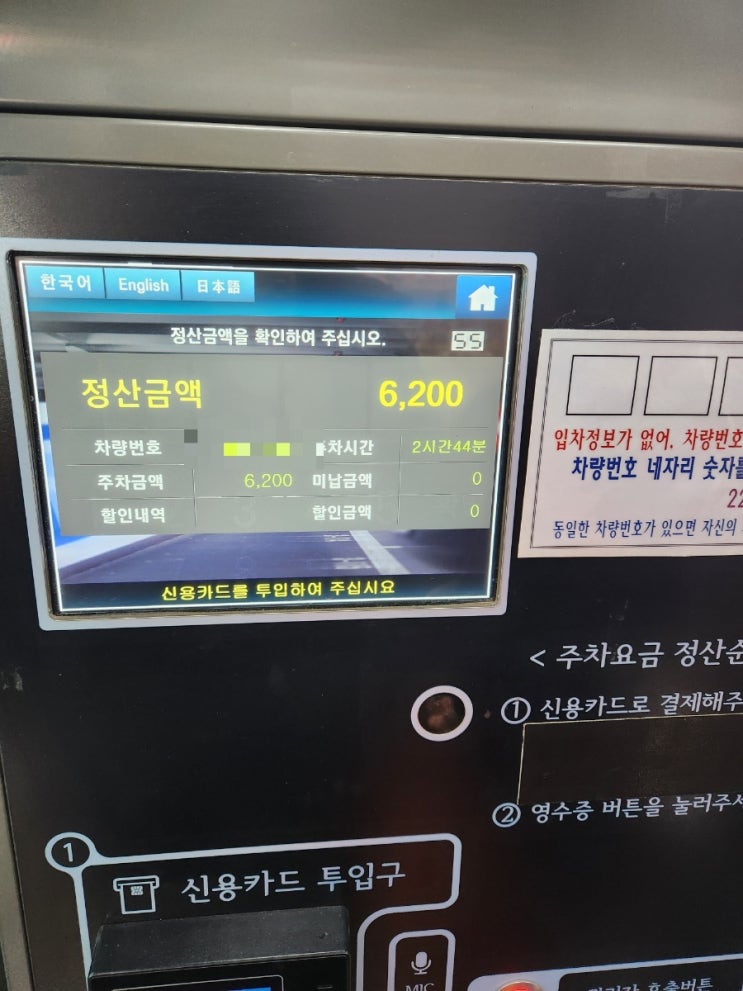 한국어 English 日本語
정산금액을 확인하여 주십시오. 55
정산금액 6,200
차량번호 차시간 2시간44분
주차금액 6,200 미납금액 0
할인내역 할인금액 0
신용카드를 투입하여 주십시요
입차정보가 없어, 차량번호
차량번호 네자리 숫자를
22
동일한 차량번호가 있으면 자신의
< 주차요금 정산순
① 신용카드로 결제해주
② 영수증 버튼을 눌러주세
1
신용카드 투입구
MIC
호출버튼